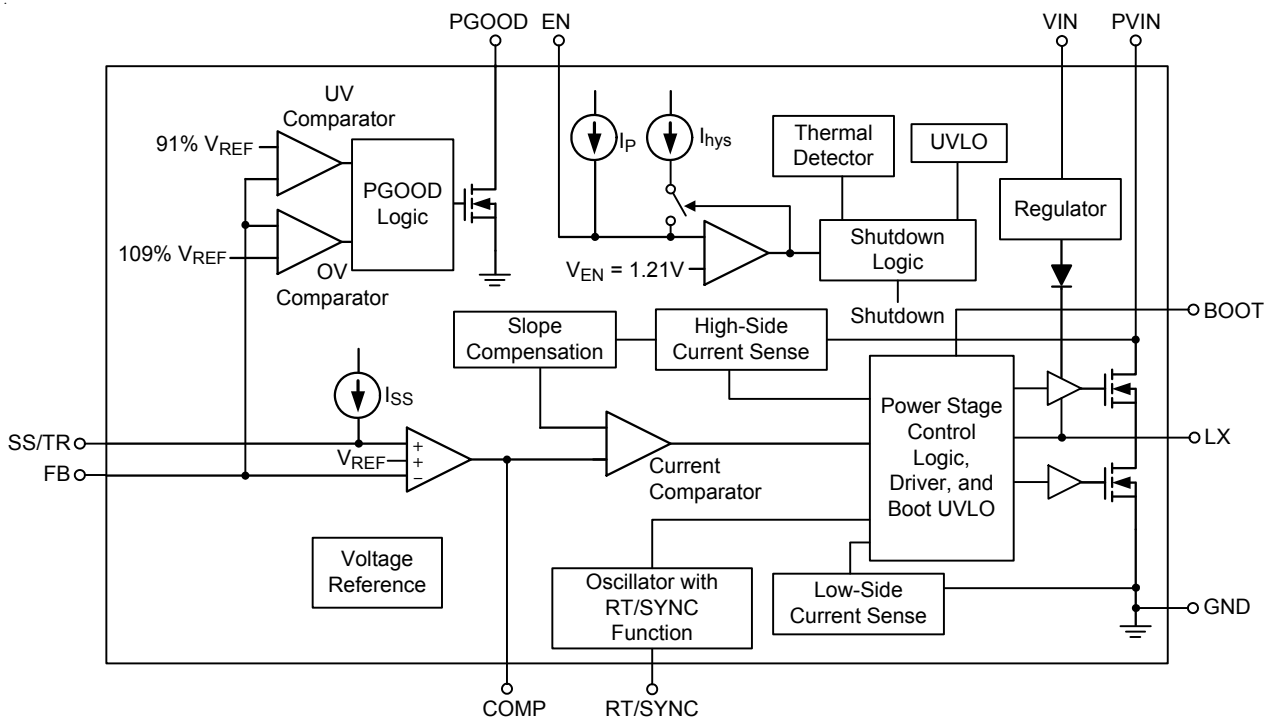 PGOOD EN VIN PVIN
UV
Comparator
91% VREF
PGOOD
Logic
109% VREF
OV
Comparator
IP
Ihys
VEN = 1.21V
Thermal
Detector
UVLO
Shutdown
Logic
Shutdown
Regulator
BOOT
Slope
Compensation
High-Side
Current Sense
ISS
SS/TR
VREF
FB
+
+
−
Current
Comparator
Power Stage
Control
Logic,
Driver, and
Boot UVLO
LX
Voltage
Reference
Oscillator with
RT/SYNC
Function
Low-Side
Current Sense
GND
COMP
RT/SYNC